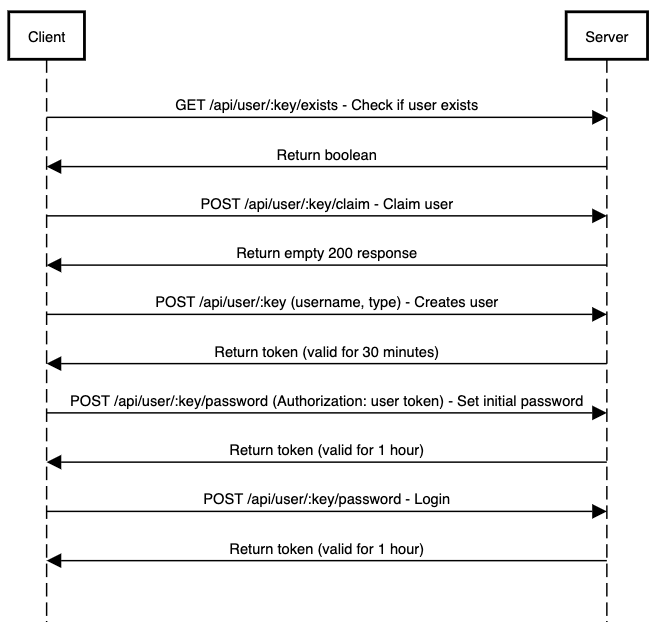 Client
Server
GET /api/user/:key/exists - Check if user exists
Return boolean
POST /api/user/:key/claim - Claim user
Return empty 200 response
POST /api/user/:key (username, type) - Creates user
Return token (valid for 30 minutes)
POST /api/user/:key/password (Authorization: user token) - Set initial password
Return token (valid for 1 hour)
POST /api/user/:key/password - Login
Return token (valid for 1 hour)